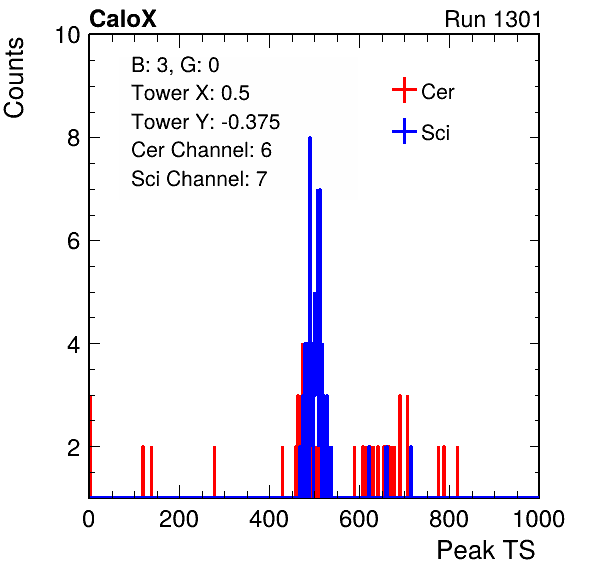 CaloX Run 1301
Counts
10
8
6
4
2
B: 3, G: 0
Tower X: 0.5
Tower Y: -0.375
Cer Channel: 6
Sci Channel: 7
Cer
Sci
0 200 400 600 800 1000
Peak TS